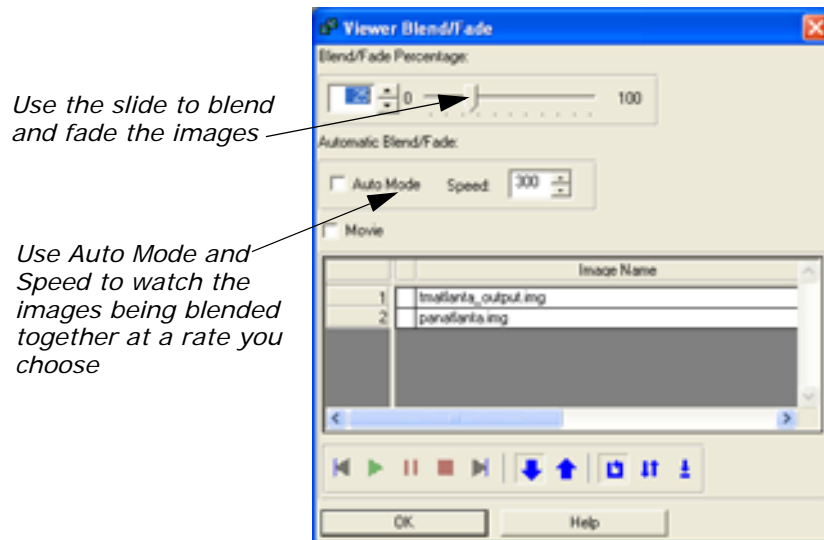 Viewer Blend/Fade
Blend/Fade Percentage:
25 0 100
Use the slide to blend
and fade the images
Automatic Blend/Fade:
Auto Mode Speed: 300
Movie
Use Auto Mode and
Speed to watch the
images being blended
together at a rate you
choose
Image Name
1 tmatlanta_output.img
2 panatlanta.img
OK Help